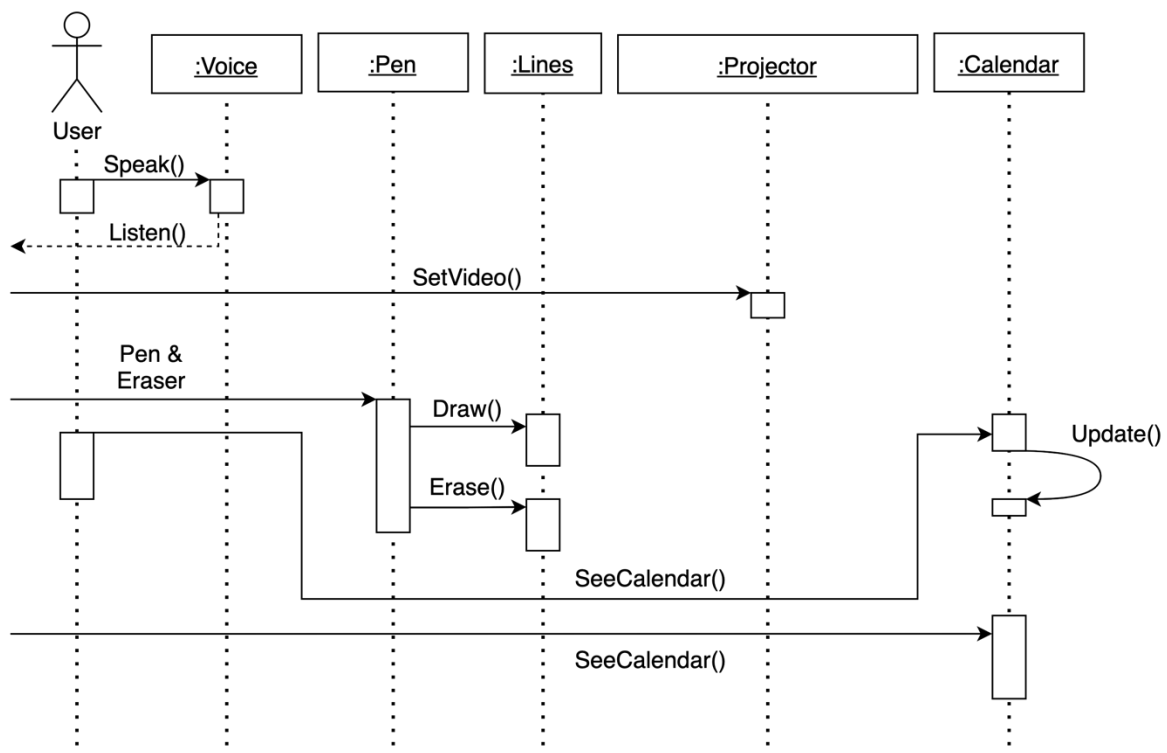 :Voice
:Pen
:Lines
:Projector
:Calendar
User
Speak()
Listen()
SetVideo()
Pen &
Eraser
Draw()
Update()
Erase()
SeeCalendar()
SeeCalendar()